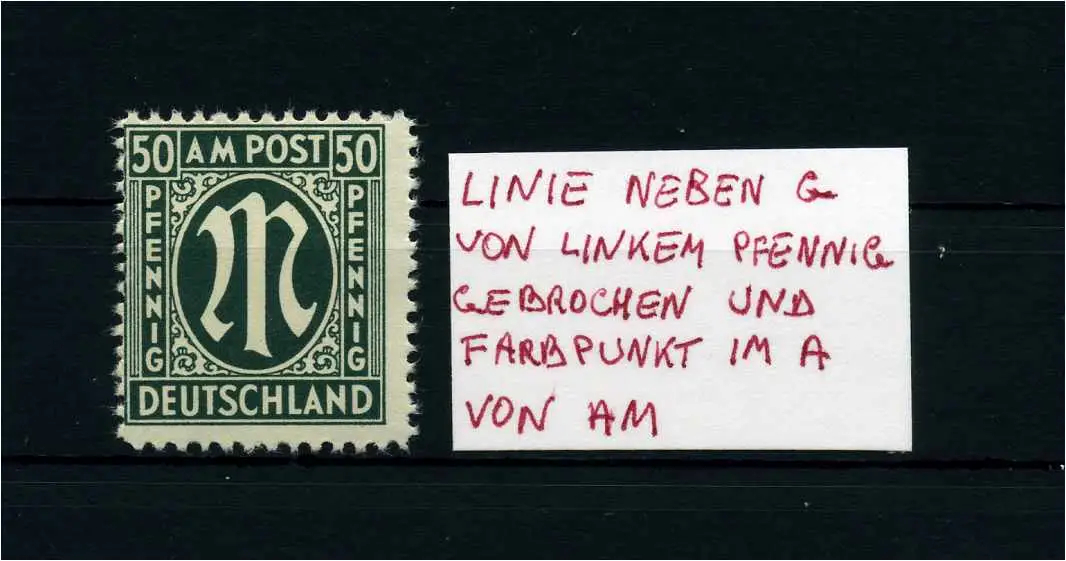 50 AM POST 50
PFENNIG
PFENNIG
DEUTSCHLAND
LINIE NEBEN G
VON LINKEM PFENNIG
GEBROCHEN UND
FARBPUNKT IM A
VON AM